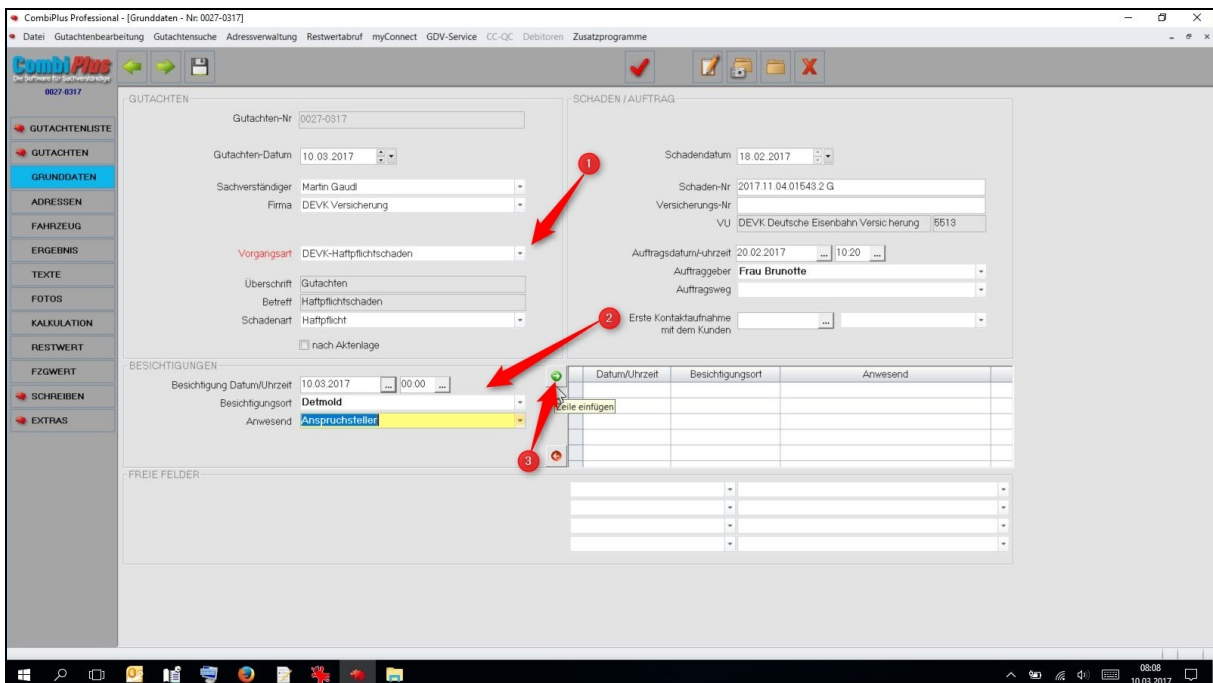 CombiPlus Professional - [Grunddaten - Nr: 0027-0317]
Datei Gutachtenbearbeitung Gutachtensuche Adressverwaltung Restwertabruf myConnect GDV-Service CC-QC Debitoren Zusatzprogramme
CombiPlus
Die Software für Sachverständige
0027-0317
GUTACHTENLISTE
GUTACHTEN
GRUNDDATEN
ADRESSEN
FAHRZEUG
ERGEBNIS
TEXTE
FOTOS
KALKULATION
RESTWERT
FZGWERT
SCHREIBEN
EXTRAS
GUTACHTEN
Gutachten-Nr 0027-0317
Gutachten-Datum 10.03.2017
Sachverständiger Martin Gaudl
Firma DEVK Versicherung
Vorgangsart DEVK-Haftpflichtschaden
Überschrift Gutachten
Betreff Haftpflichtschaden
Schadenart Haftpflicht
nach Aktenlage
1
2
3
SCHADEN / AUFTRAG
Schadendatum 18.02.2017
Schaden-Nr 2017.11.04.01543.2 G
Versicherungs-Nr
VU DEVK Deutsche Eisenbahn Versicherung 5513
Auftragsdatum/-uhrzeit 20.02.2017 ... 10:20 ...
Auftraggeber Frau Brunotte
Auftragsweg
Erste Kontaktaufnahme ...
mit dem Kunden
BESICHTIGUNGEN
Besichtigung Datum/Uhrzeit 10.03.2017 ... 00:00 ...
Besichtigungsort Detmold
Anwesend Anspruchsteller
Zeile einfügen
Datum/Uhrzeit Besichtigungsort Anwesend
FREIE FELDER
08:08
10.03.2017